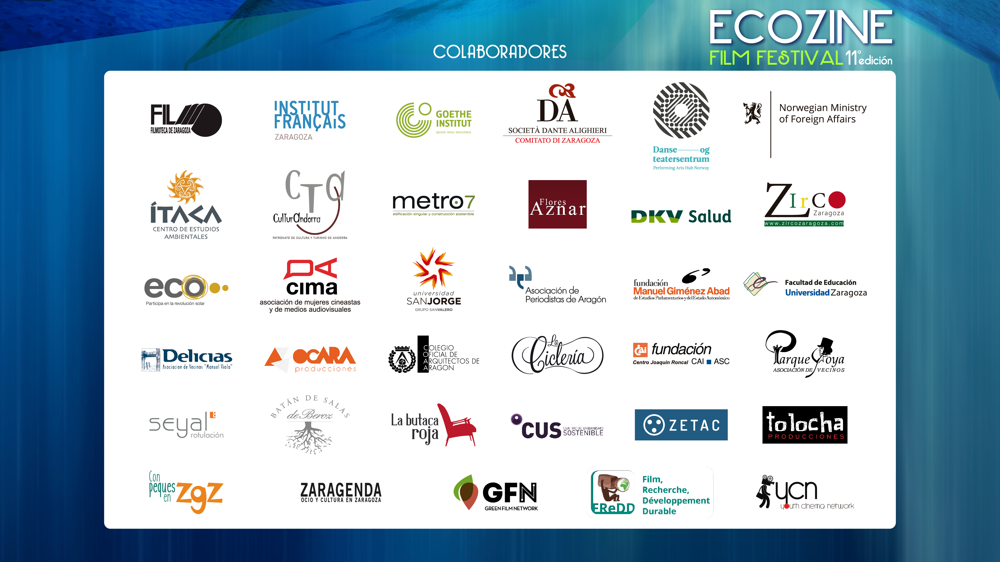 ECOZINE
FILM FESTIVAL 11ª edición
COLABORADORES
FILM
FILMOTECA DE ZARAGOZA
INSTITUT
FRANÇAIS
ZARAGOZA
GOETHE
INSTITUT
Sprache. Kultur. Deutschland.
DA
SOCIETÀ DANTE ALIGHIERI
COMITATO DI ZARAGOZA
Danse og
teatersentrum
Performing Arts Hub Norway
Norwegian Ministry
of Foreign Affairs
ÍTACA
CENTRO DE ESTUDIOS
AMBIENTALES
CTA
CulTurAndorra
PATRONATO DE CULTURA Y TURISMO DE ANDORRA
metro7
edificación singular y construcción sostenible
Flores
Aznar
DKV Salud
ZIrCO
Zaragoza
www.zircozaragoza.com
eco
Participa en la revolución solar
cima
asociación de mujeres cineastas
y de medios audiovisuales
universidad
SANJORGE
GRUPO SANVALERO
Asociación de
Periodistas de Aragón
fundación
Manuel Giménez Abad
de Estudios Parlamentarios y del Estado Autonómico
Facultad de Educación
Universidad Zaragoza
Delicias
Asociacion de Vecinos "Manuel Viola"
OCARA
producciones
COLEGIO
OFICIAL DE
ARQUITECTOS DE
ARAGON
La
Ciclería
CAi fundación
Centro Joaquin Roncal CAI ASC
Parque Goya
ASOCIACIÓN DE VECINOS
seyal 8
rotulación
BATÁN DE SALAS
de Beroz
La butaca
roja
CUS CENTRO DE URBANISMO
SOSTENIBLE
ZETAC
tolocha
PRODUCCIONES
Con
peques
en
ZGZ
ZARAGENDA
OCIO Y CULTURA EN ZARAGOZA
GFN
GREEN FILM NETWORK
FReDD
Film,
Recherche,
Développement
Durable
ycn
youth cinema network